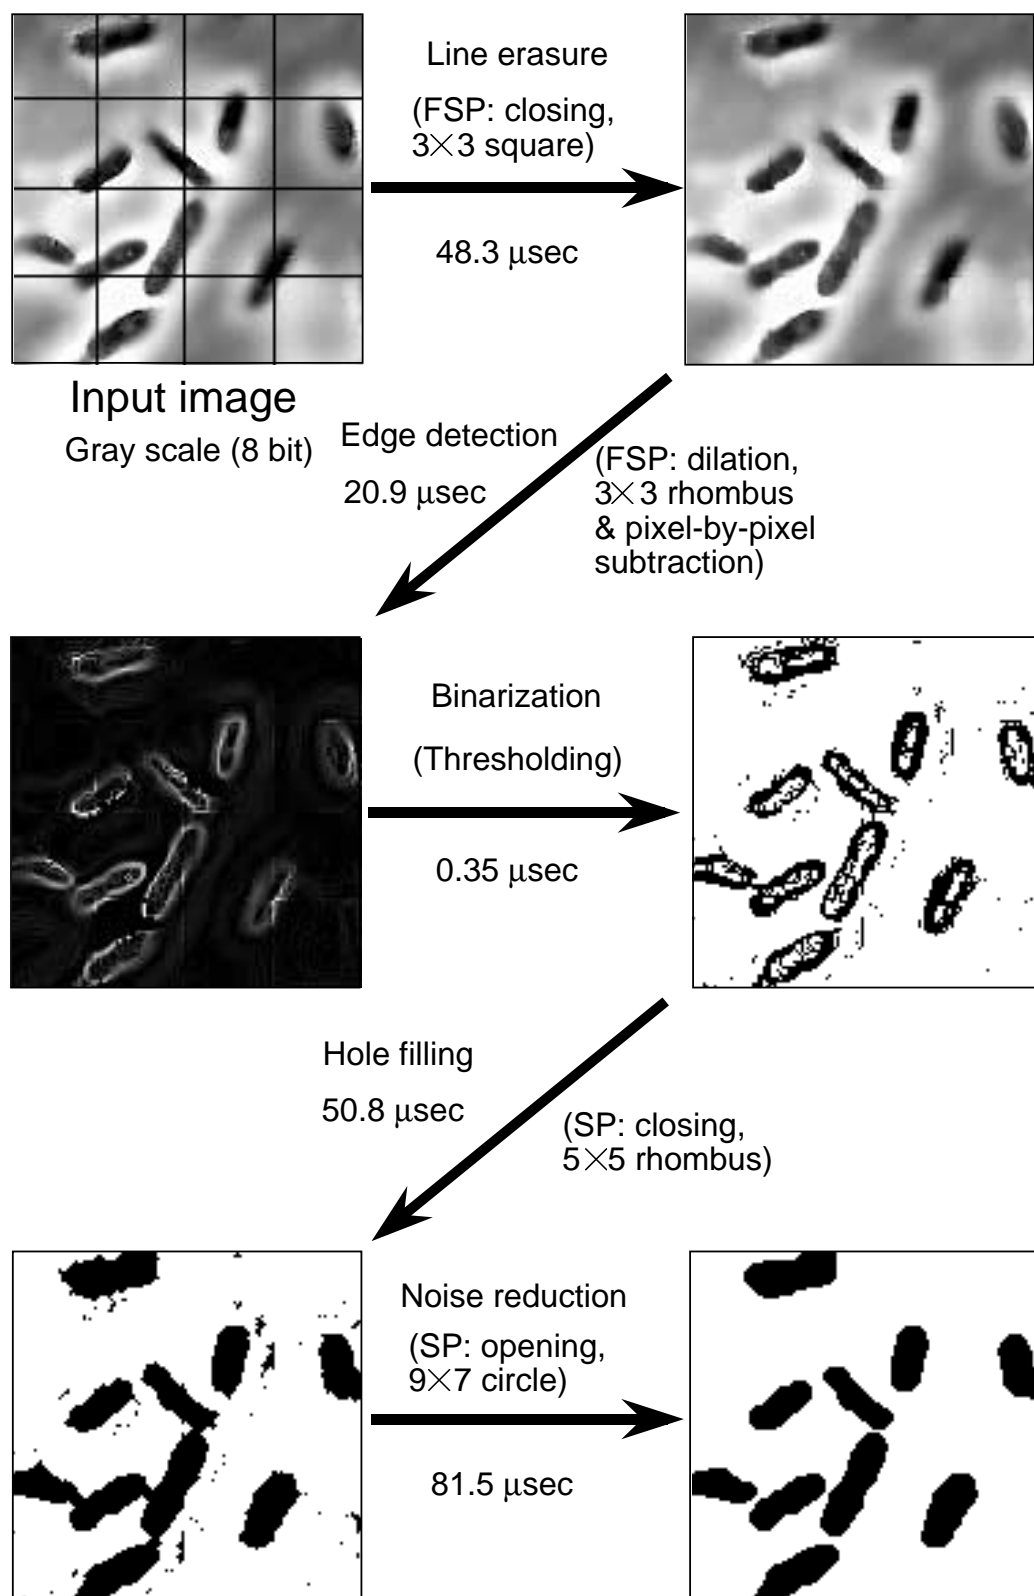 Line erasure
(FSP: closing,
3×3 square)
48.3 μsec
Input image
Gray scale (8 bit)
Edge detection
20.9 μsec
(FSP: dilation,
3×3 rhombus
& pixel-by-pixel
subtraction)
Binarization
(Thresholding)
0.35 μsec
Hole filling
50.8 μsec
(SP: closing,
5×5 rhombus)
Noise reduction
(SP: opening,
9×7 circle)
81.5 μsec